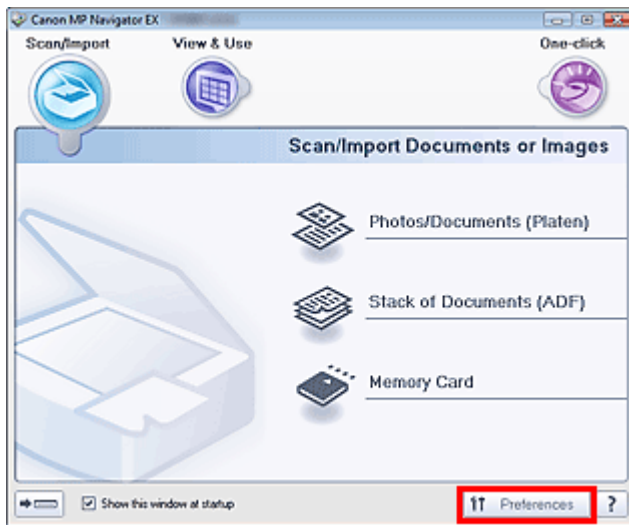 Canon MP Navigator EX
Scan/Import View & Use One-click
Scan/Import Documents or Images
Photos/Documents (Platen)
Stack of Documents (ADF)
Memory Card
Show this window at startup Preferences ?